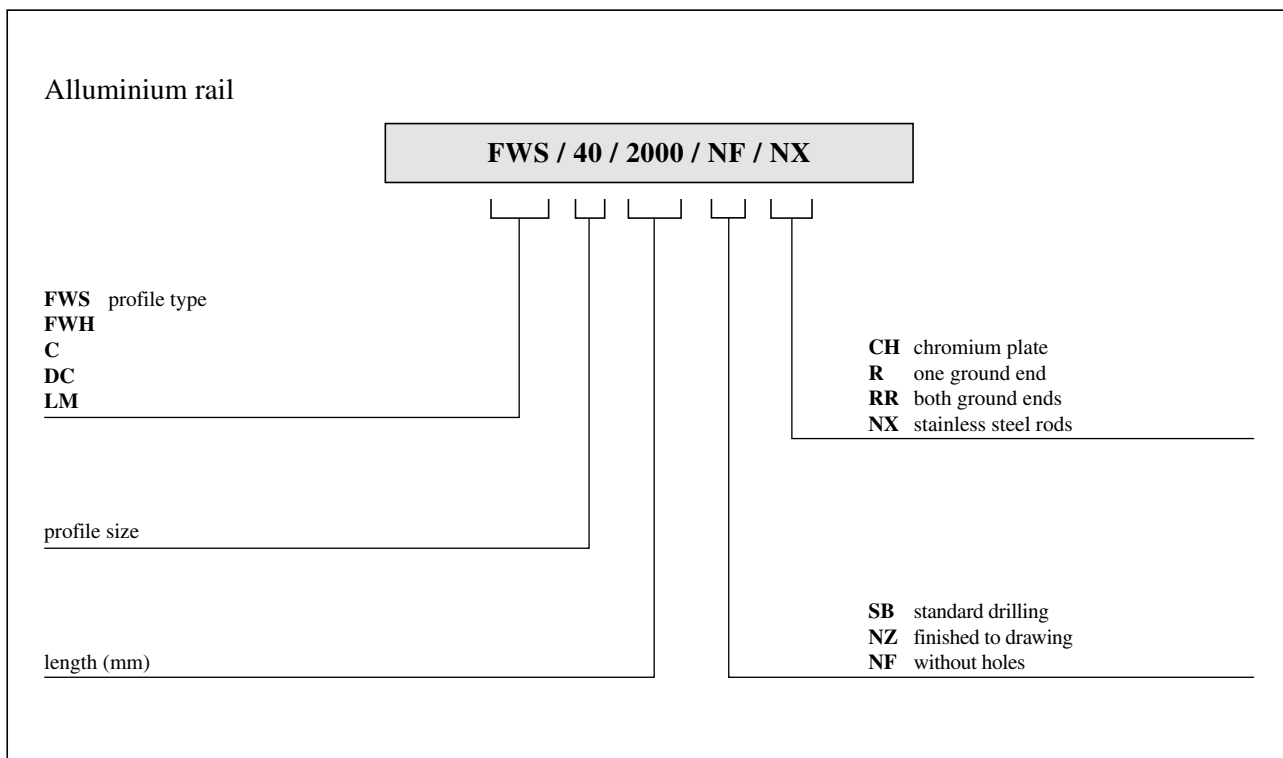 Alluminium rail
FWS / 40 / 2000 / NF / NX
FWS profile type
FWH
C
DC
LM
profile size
length (mm)
CH chromium plate
R one ground end
RR both ground ends
NX stainless steel rods
SB standard drilling
NZ finished to drawing
NF without holes